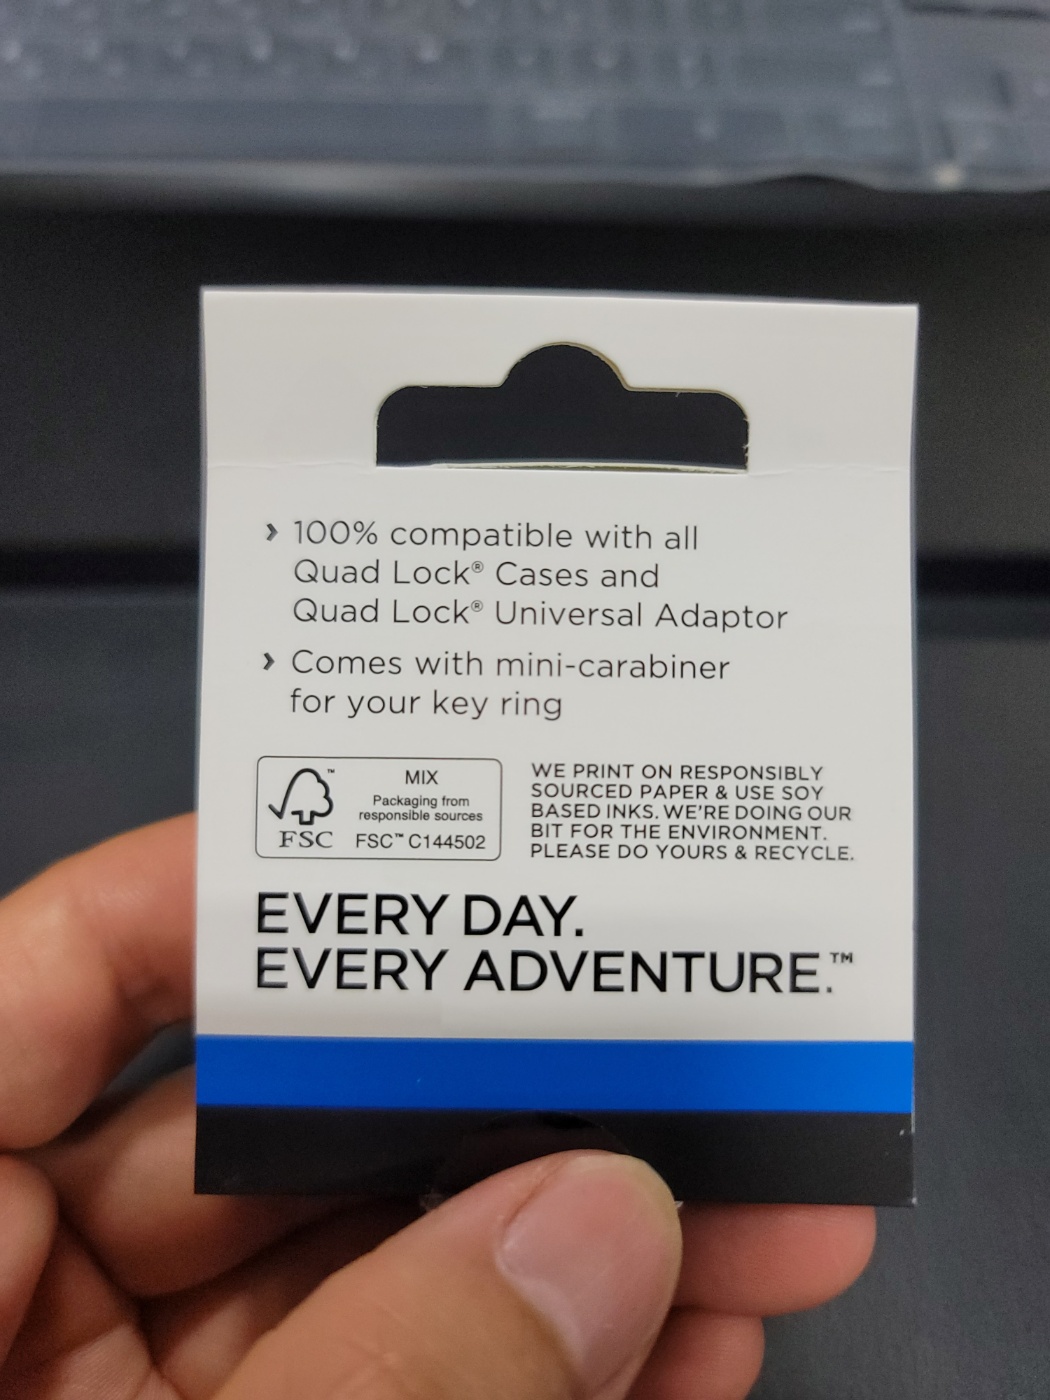 › 100% compatible with all
Quad Lock® Cases and
Quad Lock® Universal Adaptor
› Comes with mini-carabiner
for your key ring
™
FSC
MIX
Packaging from
responsible sources
FSC™ C144502
WE PRINT ON RESPONSIBLY
SOURCED PAPER & USE SOY
BASED INKS. WE'RE DOING OUR
BIT FOR THE ENVIRONMENT.
PLEASE DO YOURS & RECYCLE.
EVERY DAY.
EVERY ADVENTURE.™